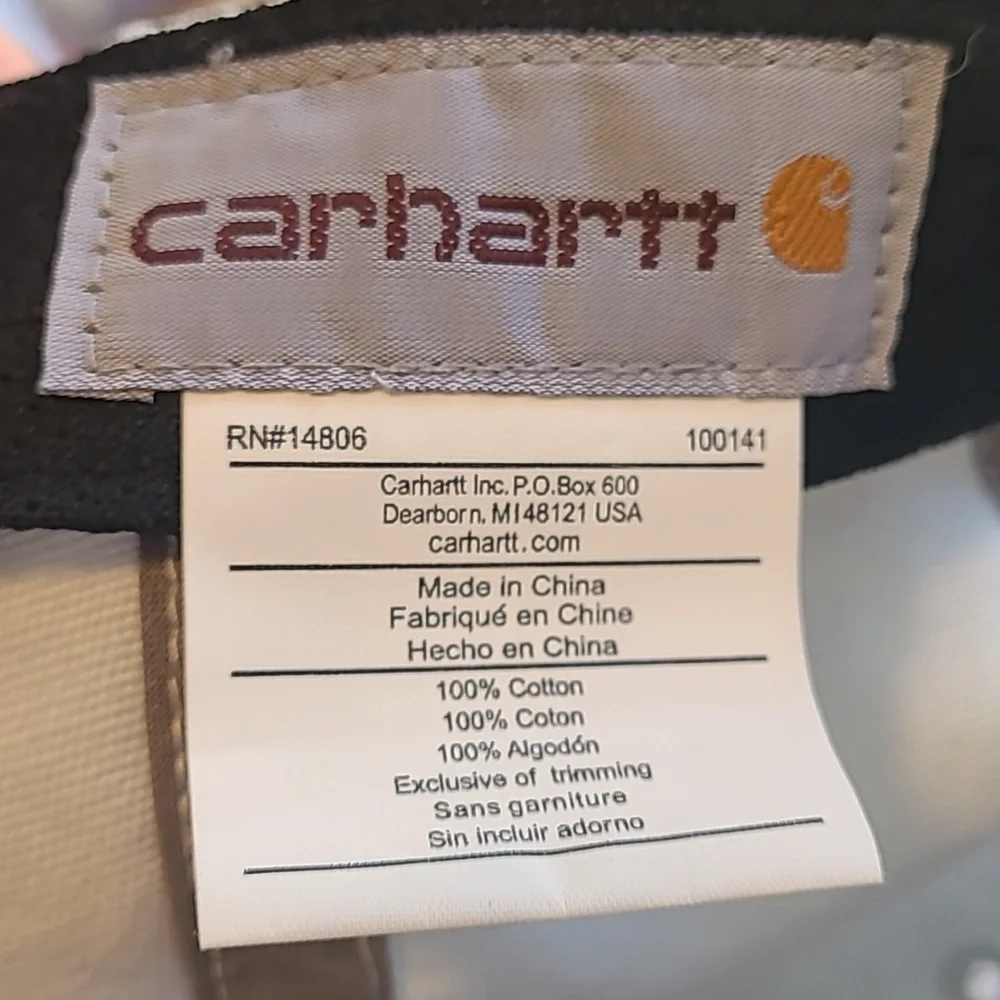 carhartt
RN#14806 100141
Carhartt Inc. P.O.Box 600
Dearborn, MI 48121 USA
carhartt.com
Made in China
Fabriqué en Chine
Hecho en China
100% Cotton
100% Coton
100% Algodón
Exclusive of trimming
Sans garniture
Sin incluir adorno